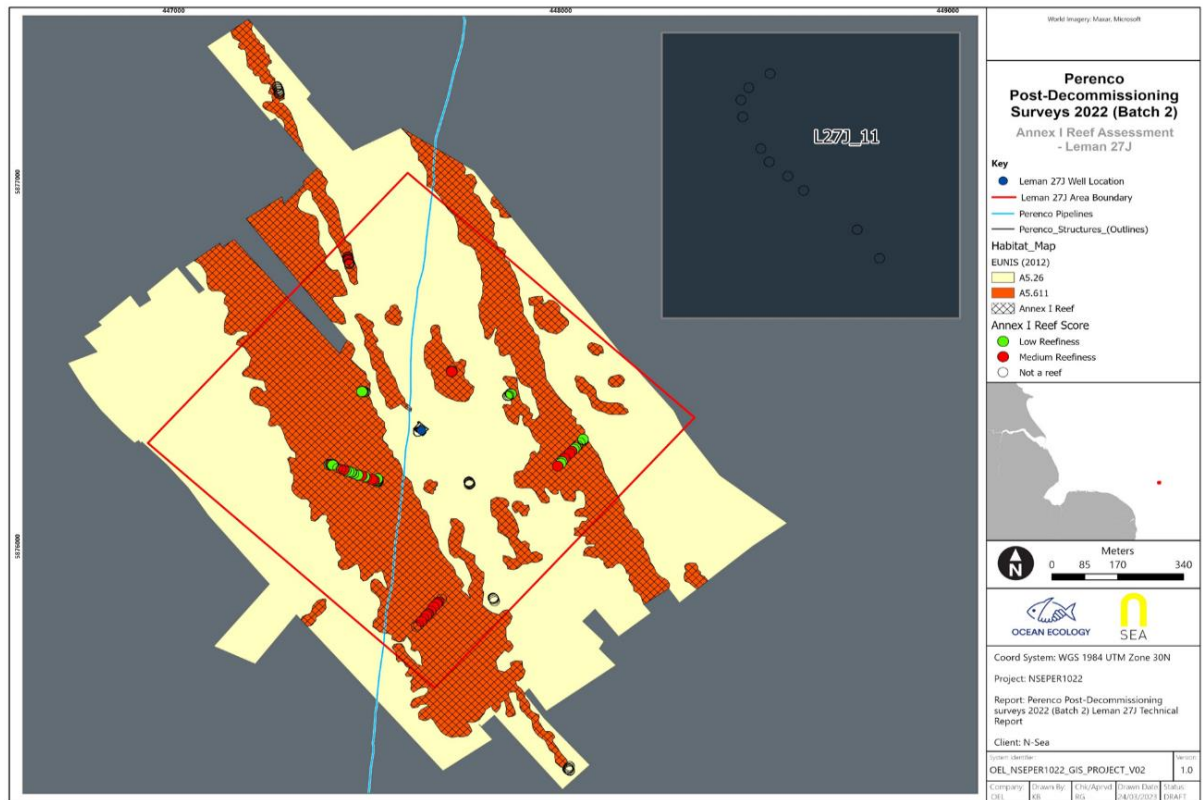 447000
448000
449000
5877000
5876000
L27J_11
World Imagery: Maxar, Microsoft
Perenco
Post-Decommissioning
Surveys 2022 (Batch 2)
Annex I Reef Assessment
- Leman 27J
Key
Leman 27J Well Location
Leman 27J Area Boundary
Perenco Pipelines
Perenco_Structures_(Outlines)
Habitat_Map
EUNIS (2012)
A5.26
A5.611
Annex I Reef
Annex I Reef Score
Low Reefiness
Medium Reefiness
Not a reef
N
Meters
0 85 170 340
OCEAN ECOLOGY
SEA
Coord System: WGS 1984 UTM Zone 30N
Project: NSEPER1022
Report: Perenco Post-Decommissioning
surveys 2022 (Batch 2) Leman 27J Technical
Report
Client: N-Sea
System Identifier:
Version:
OEL_NSEPER1022_GIS_PROJECT_V02
1.0
Company: Drawn By: Chk/Aprvd: Drawn Date: Status:
OEL KB RG 24/03/2023 DRAFT